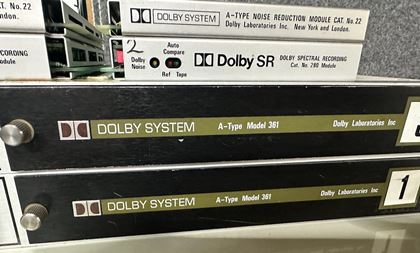 CAT. No. 22
DOLBY SYSTEM A-TYPE NOISE REDUCTION MODULE CAT. No. 22
Dolby Laboratories Inc. New York and London.
RECORDING
Module
2
Auto
Compare
Dolby
Noise
Ref Tape
Dolby SR
DOLBY SPECTRAL RECORDING
Cat. No. 280 Module
DOLBY SYSTEM A-Type Model 361 Dolby Laboratories Inc
DOLBY SYSTEM A-Type Model 361 Dolby Laboratories Inc 1